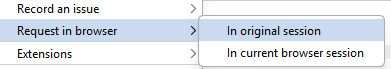 Record an issue
Request in browser
In original session
In current browser session
Extensions